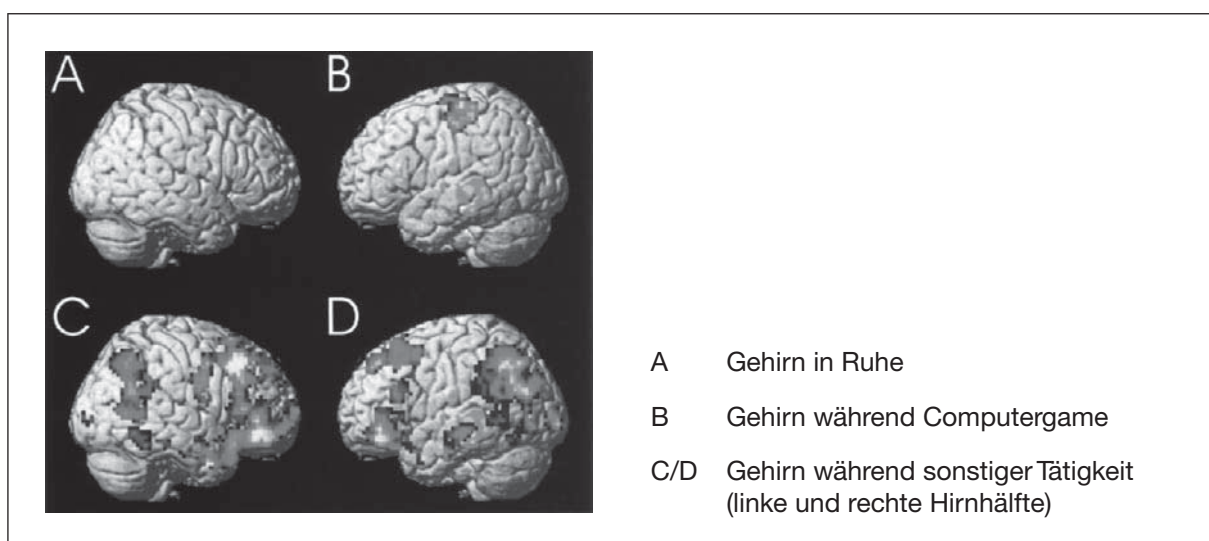 A
B
C
D
A Gehirn in Ruhe
B Gehirn während Computergame
C/D Gehirn während sonstiger Tätigkeit
(linke und rechte Hirnhälfte)